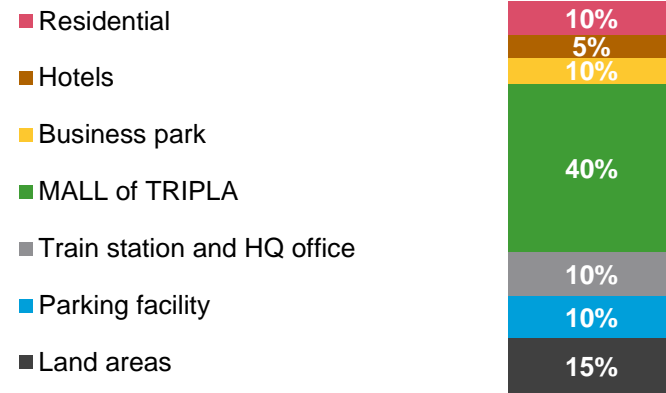 Residential
Hotels
Business park
MALL of TRIPLA
Train station and HQ office
Parking facility
Land areas
10%
5%
10%
40%
10%
10%
15%